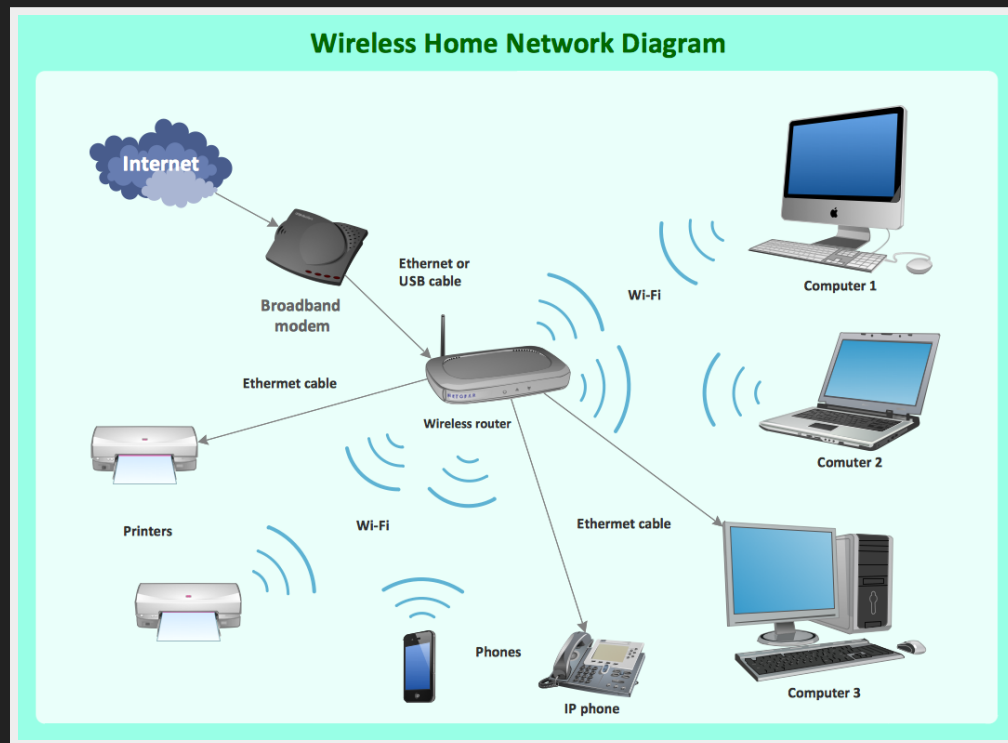 Wireless Home Network Diagram
Internet
Broadband
modem
Ethernet or
USB cable
Wi-Fi
Computer 1
Ethermet cable
NETGEAR
Wireless router
Comuter 2
Printers
Wi-Fi
Ethermet cable
Phones
IP phone
Computer 3